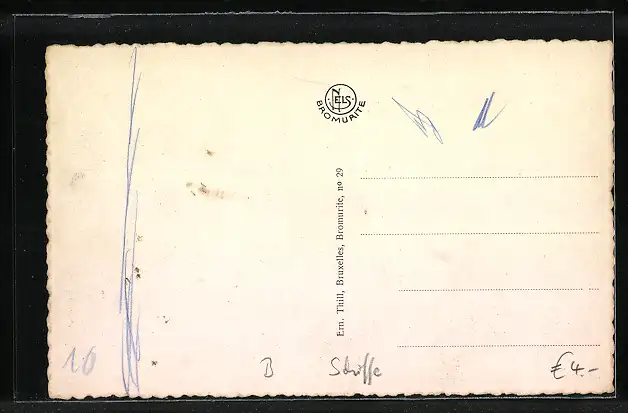 NELS
BROMURITE
Ern. Thill, Bruxelles, Bromurite, nº 29
10
B
Schiffe
€ 4.-